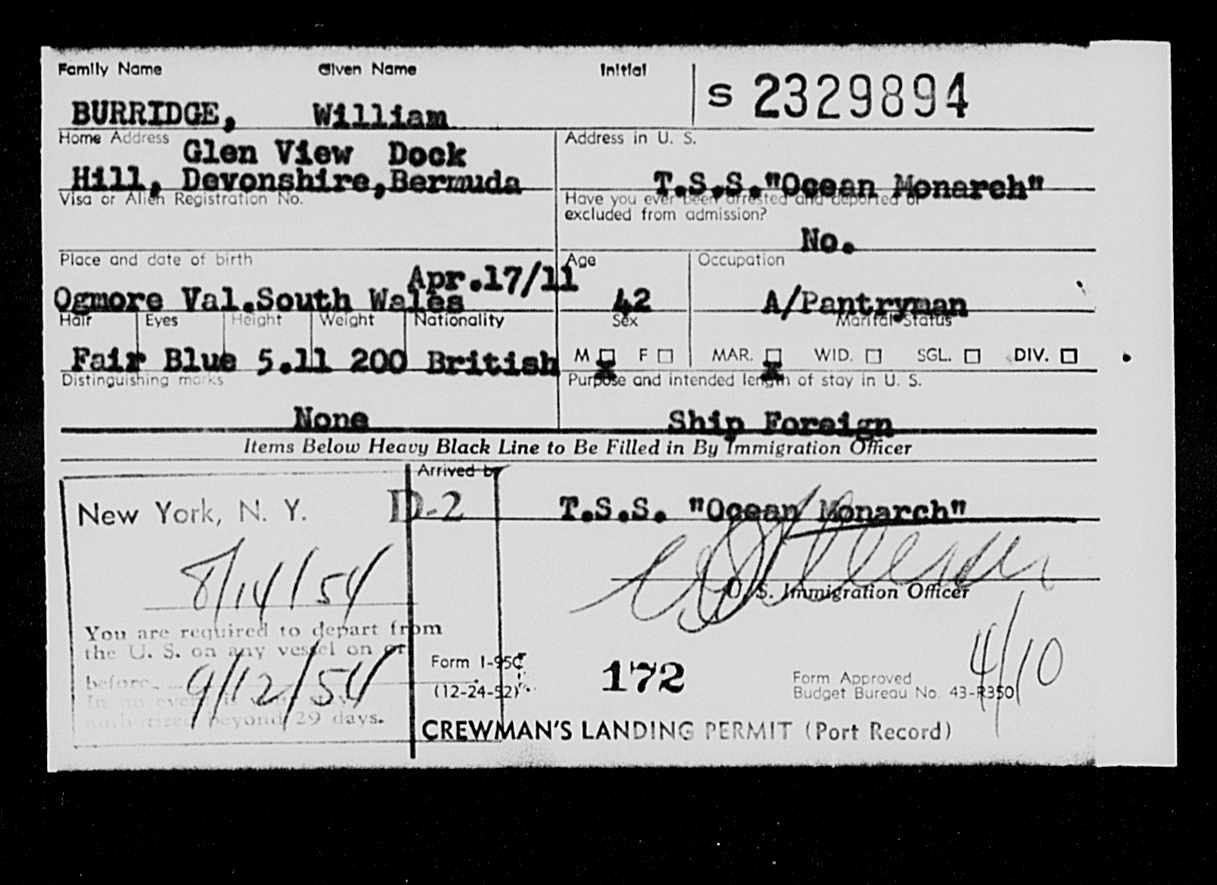 Family Name Given Name Initial
S 2329894
BURRIDGE, William
Home Address Address in U. S.
Glen View Dock
Hill, Devonshire, Bermuda T.S.S."Ocean Monarch"
Visa or Alien Registration No. Have you ever been arrested and deported or
excluded from admission?
No.
Place and date of birth Age Occupation
Apr.17/11
Ogmore Val.South Wales 42 A/Pantryman
Hair Eyes Height Weight Nationality Sex Marital Status
Fair Blue 5.11 200 British M ☐ X F ☐ MAR. ☐ X WID. ☐ SGL. ☐ DIV. ☐
Distinguishing marks Purpose and intended length of stay in U. S.
None Ship Foreign
Items Below Heavy Black Line to Be Filled in By Immigration Officer
Arrived by
New York, N. Y. D-2 T.S.S. "Ocean Monarch"
8/14/54
U. S. Immigration Officer
You are required to depart from
the U. S. on any vessel on or
before 9/12/54
In no event is
authorized beyond 29 days.
Form I-95C
(12-24-52)
172
4/10
Form Approved
Budget Bureau No. 43-R350
CREWMAN'S LANDING PERMIT (Port Record)